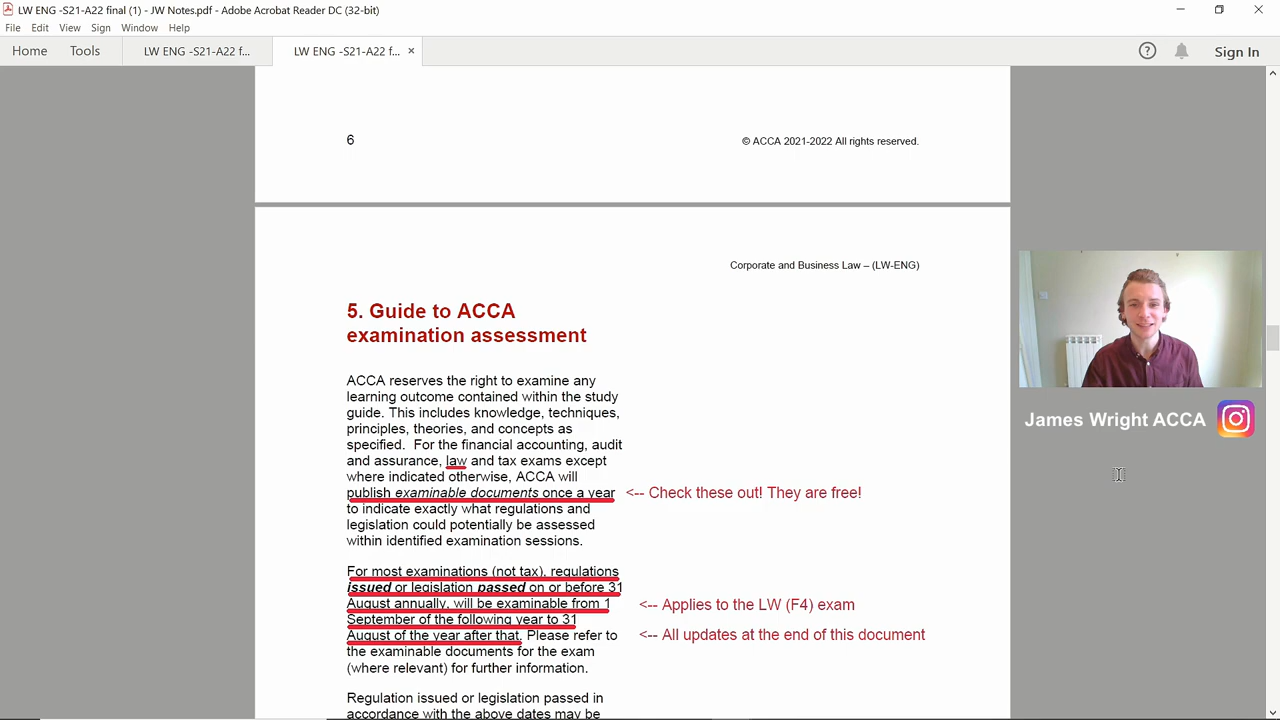 LW ENG -S21-A22 final (1) - JW Notes.pdf - Adobe Acrobat Reader DC (32-bit)
File Edit View Sign Window Help
Home Tools LW ENG -S21-A22 f... LW ENG -S21-A22 f... × Sign In
6 © ACCA 2021-2022 All rights reserved.
Corporate and Business Law – (LW-ENG)
5. Guide to ACCA
examination assessment
ACCA reserves the right to examine any
learning outcome contained within the study
guide. This includes knowledge, techniques,
principles, theories, and concepts as
specified. For the financial accounting, audit
and assurance, law and tax exams except
where indicated otherwise, ACCA will
publish examinable documents once a year <-- Check these out! They are free!
to indicate exactly what regulations and
legislation could potentially be assessed
within identified examination sessions.
For most examinations (not tax), regulations
issued or legislation passed on or before 31
August annually, will be examinable from 1 <-- Applies to the LW (F4) exam
September of the following year to 31
August of the year after that. Please refer to <-- All updates at the end of this document
the examinable documents for the exam
(where relevant) for further information.
Regulation issued or legislation passed in
accordance with the above dates may be
James Wright ACCA